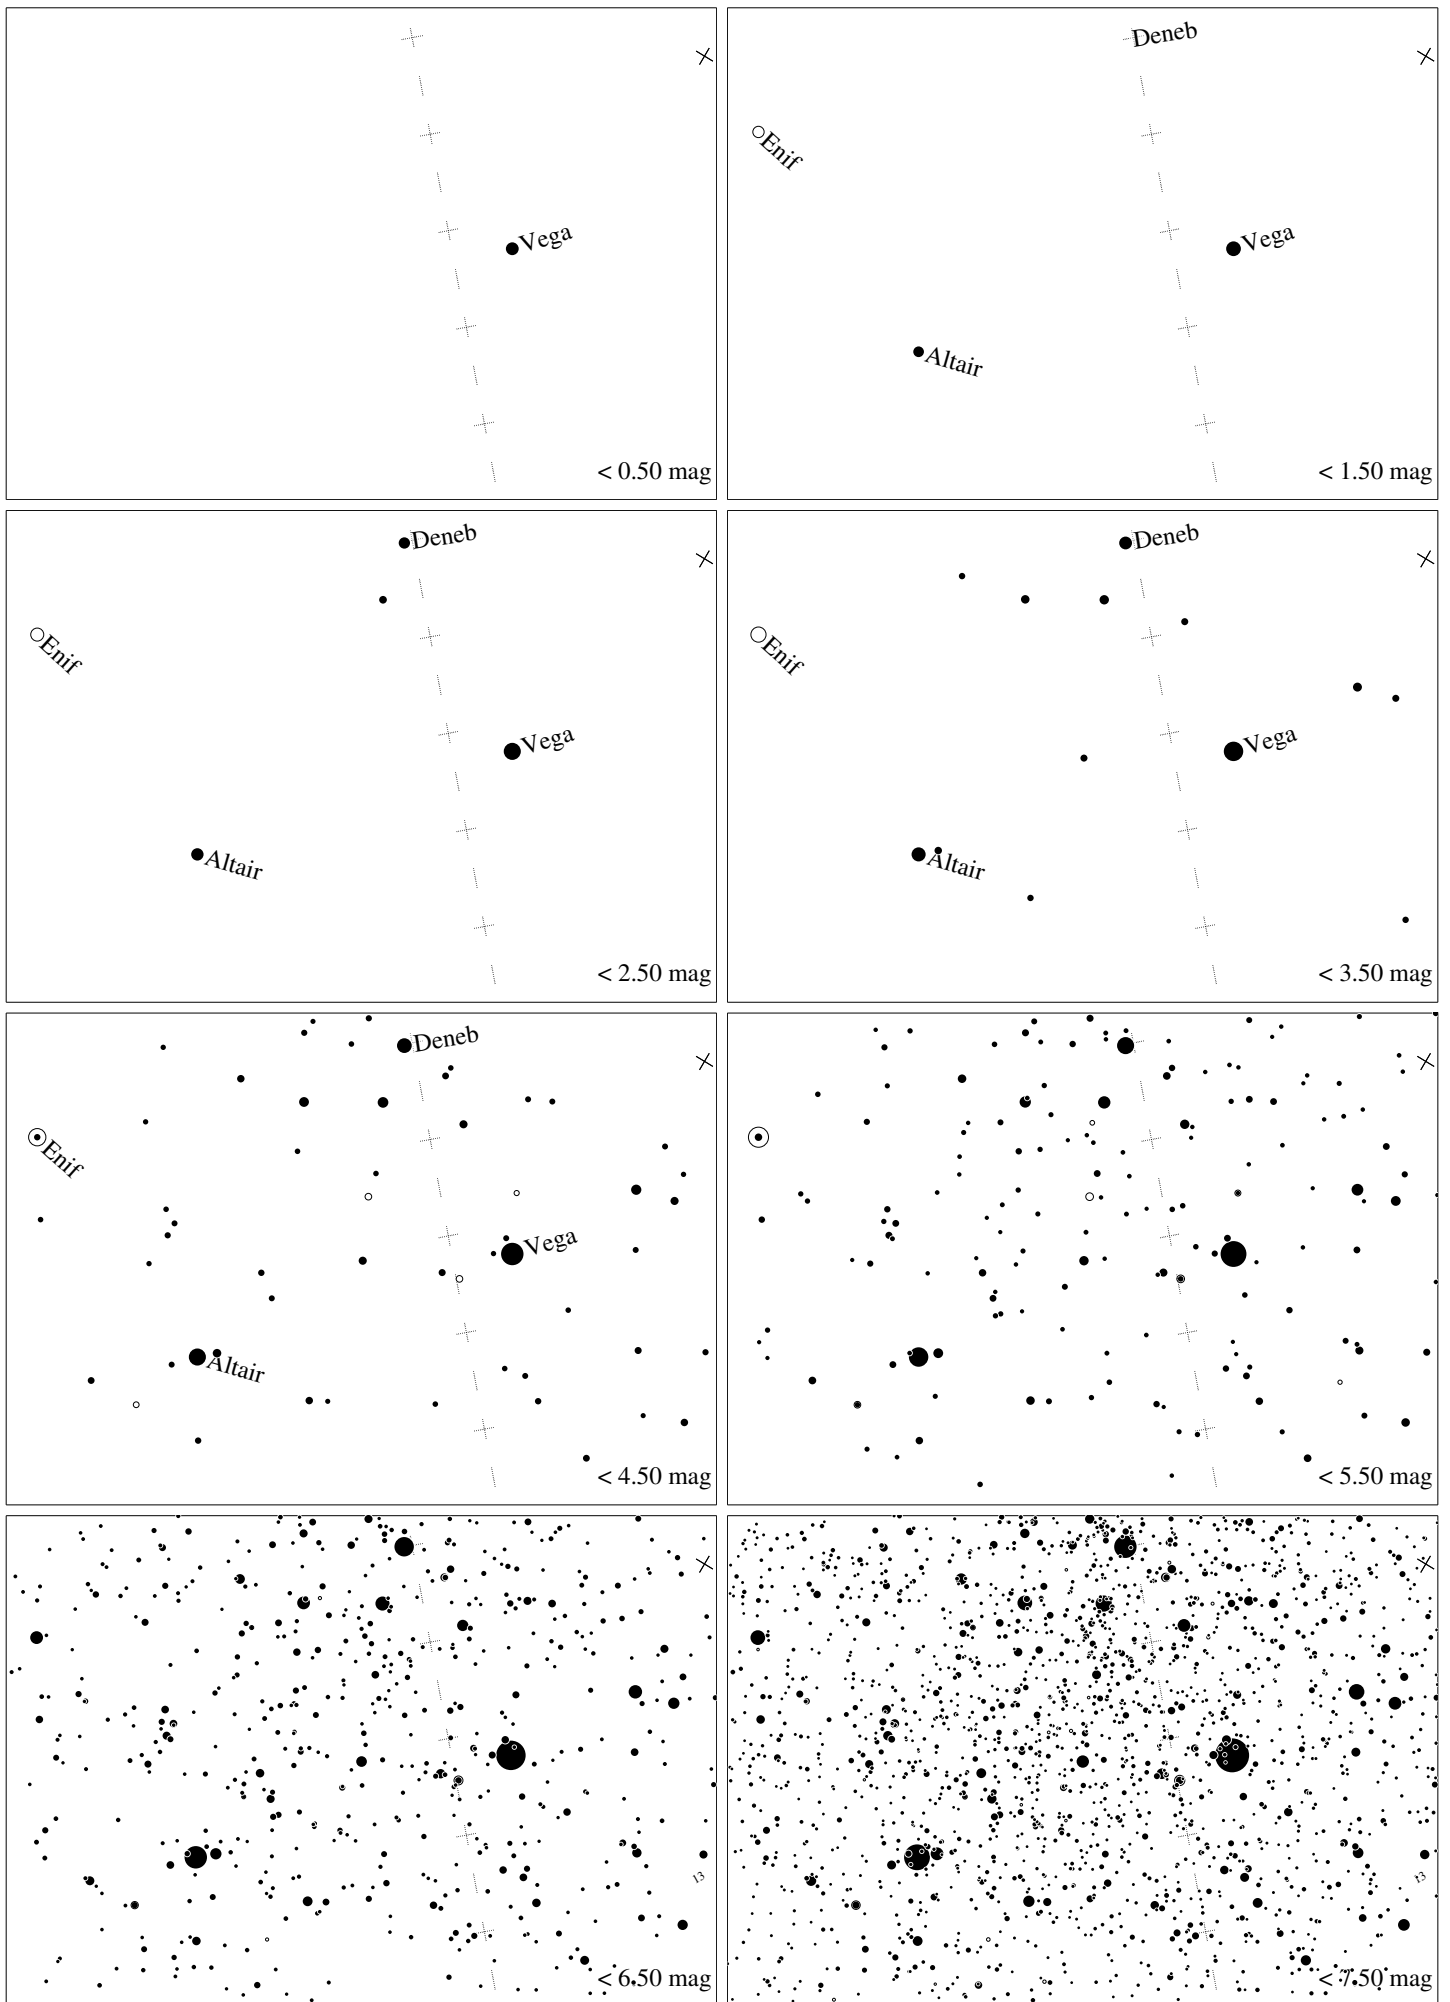 Vega
< 0.50 mag
Deneb
Enif
Vega
Altair
< 1.50 mag
Deneb
Enif
Vega
Altair
< 2.50 mag
Deneb
Enif
Vega
Altair
< 3.50 mag
Deneb
Enif
Vega
Altair
< 4.50 mag
< 5.50 mag
13
< 6.50 mag
13
< 7.50 mag